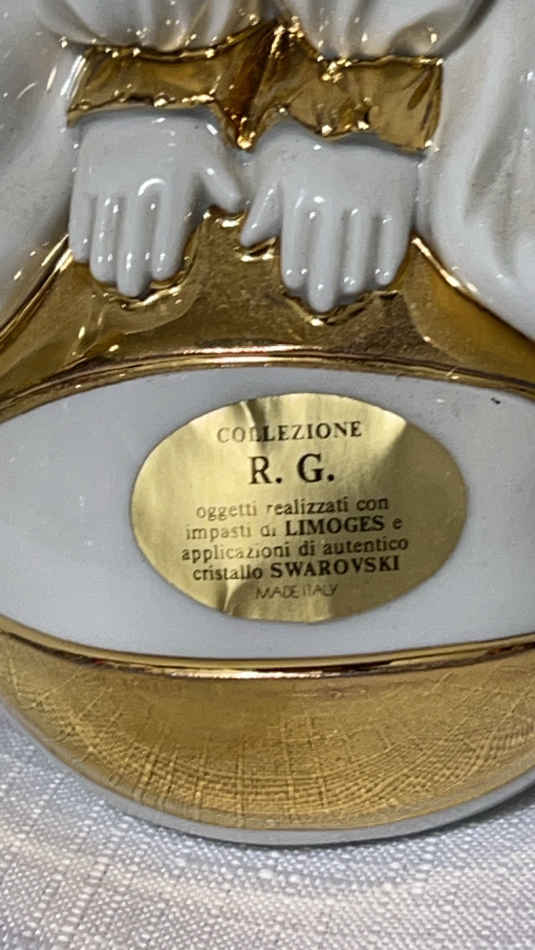 COLLEZIONE
R. G.
oggetti realizzati con
impasti di LIMOGES e
applicazioni di autentico
cristallo SWAROVSKI
MADE ITALY